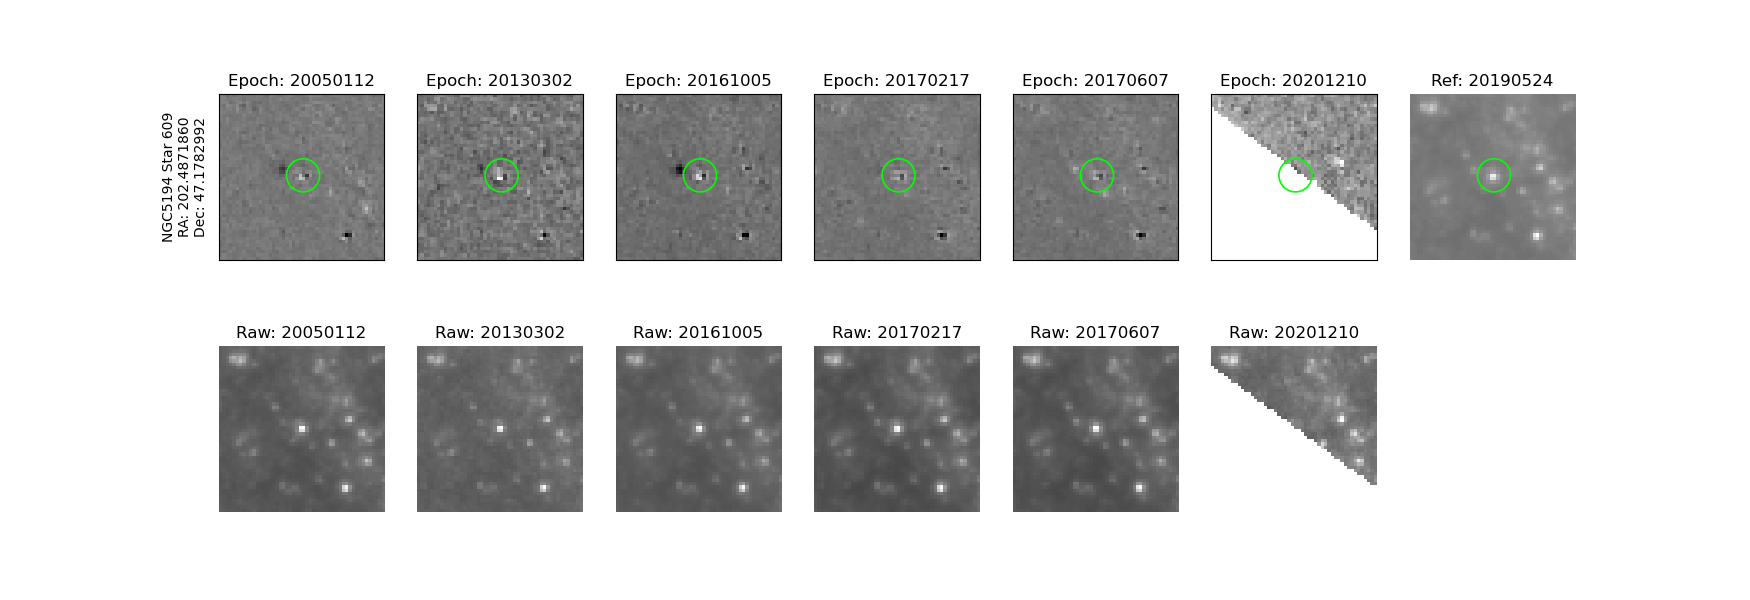 Epoch: 20050112
Epoch: 20130302
Epoch: 20161005
Epoch: 20170217
Epoch: 20170607
Epoch: 20201210
Ref: 20190524
NGC5194 Star 609
RA: 202.4871860
Dec: 47.1782992
Raw: 20050112
Raw: 20130302
Raw: 20161005
Raw: 20170217
Raw: 20170607
Raw: 20201210